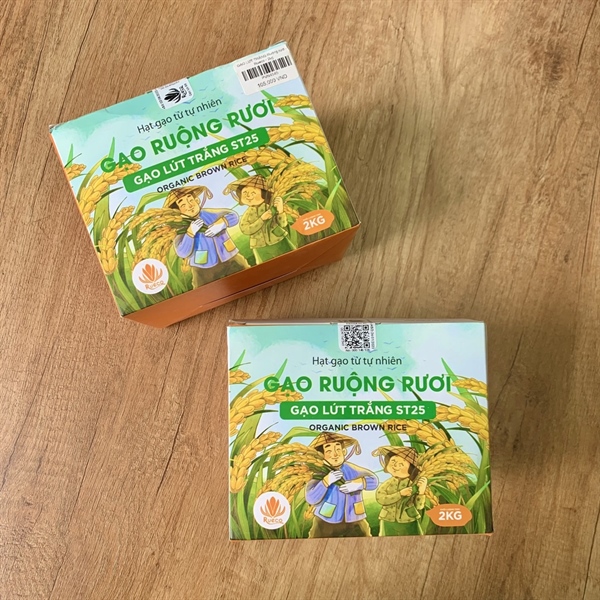 Hạt gạo từ tự nhiên
GẠO RUỘNG RƯƠI
GẠO LỨT TRẮNG ST25
ORGANIC BROWN RICE
2KG
Hạt gạo từ tự nhiên
GẠO RUỘNG RƯƠI
GẠO LỨT TRẮNG ST25
ORGANIC BROWN RICE
2KG